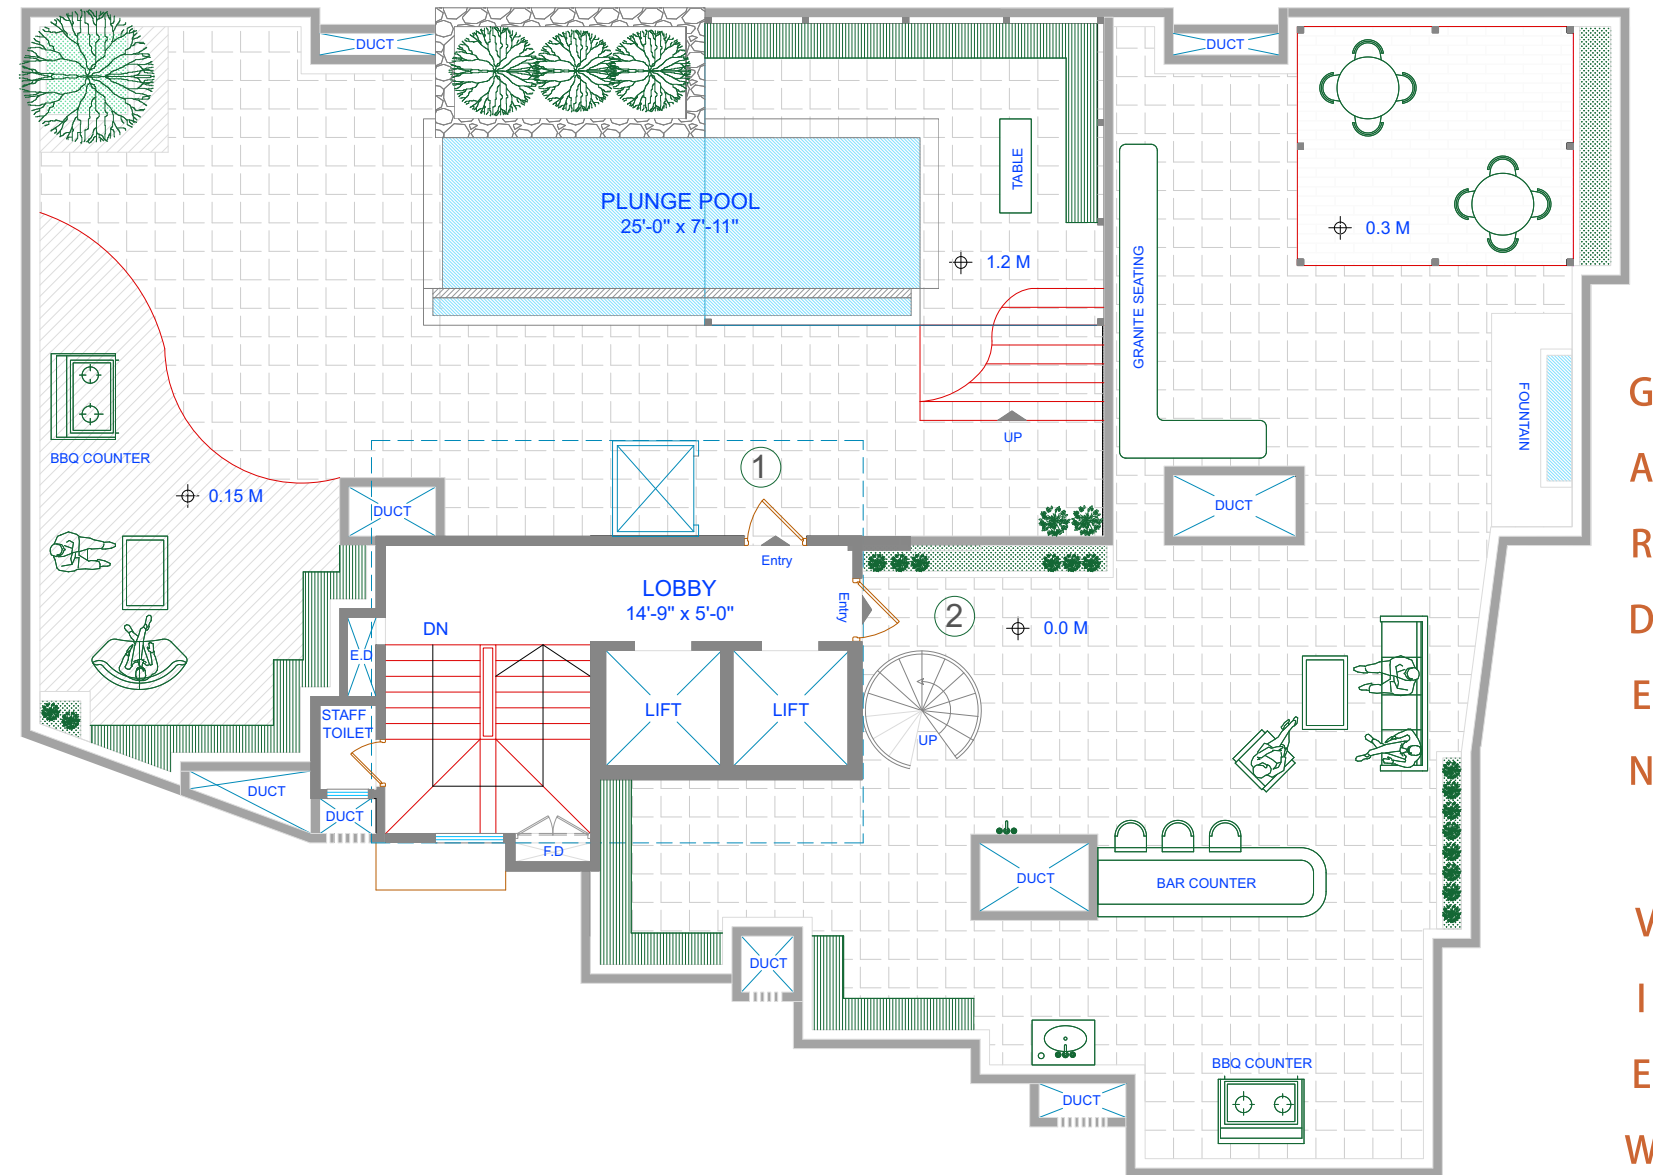 DUCT
DUCT
PLUNGE POOL
25'-0" x 7'-11"
TABLE
1.2 M
0.3 M
GRANITE SEATING
FOUNTAIN
BBQ COUNTER
0.15 M
UP
1
DUCT
DUCT
Entry
LOBBY
14'-9" x 5'-0"
Entry
2
0.0 M
DN
E.D
STAFF
TOILET
LIFT
LIFT
UP
DUCT
DUCT
F.D
DUCT
BAR COUNTER
DUCT
BBQ COUNTER
DUCT
GARDEN VIEW